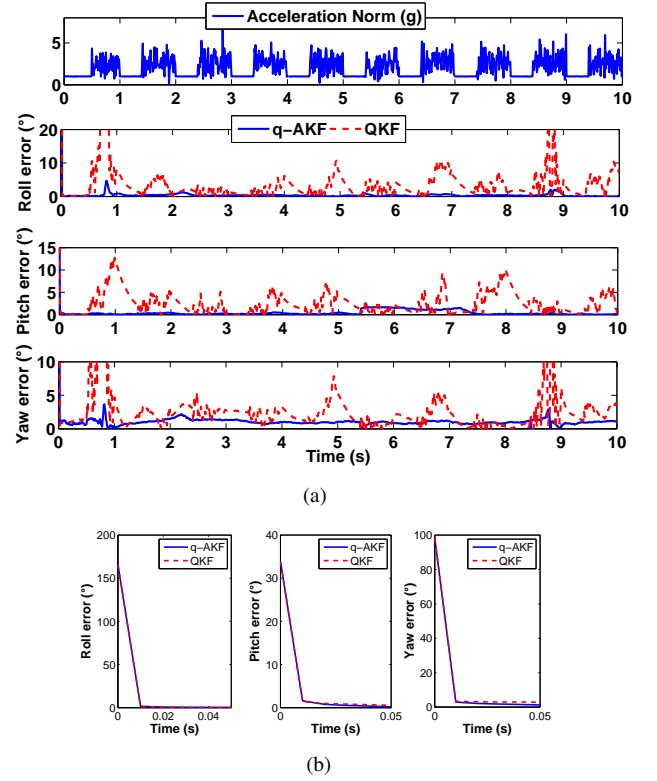 Acceleration Norm (g)
5
0
0 1 2 3 4 5 6 7 8 9 10
q-AKF QKF
Roll error (°)
20
15
10
5
0
0 1 2 3 4 5 6 7 8 9 10
Pitch error (°)
15
10
5
0
0 1 2 3 4 5 6 7 8 9 10
Yaw error (°)
10
5
0
0 1 2 3 4 5 6 7 8 9 10
Time (s)
(a)
200
150
100
50
0
Roll error (°)
q-AKF
QKF
0 0.02 0.04
Time (s)
40
30
20
10
0
Pitch error (°)
q-AKF
QKF
0 0.05
Time (s)
100
80
60
40
20
0
Yaw error (°)
q-AKF
QKF
0 0.05
Time (s)
(b)